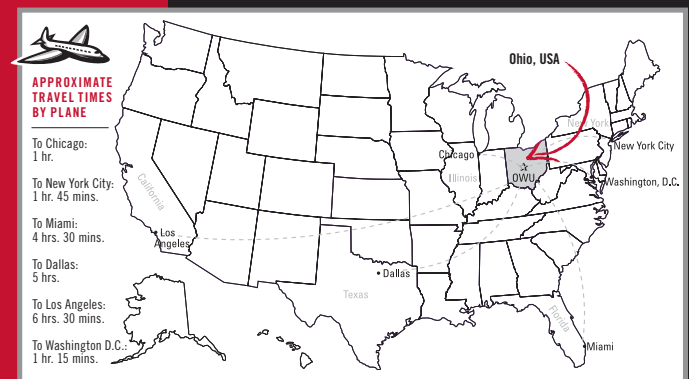 APPROXIMATE
TRAVEL TIMES
BY PLANE
To Chicago:
1 hr.
To New York City:
1 hr. 45 mins.
To Miami:
4 hrs. 30 mins.
To Dallas:
5 hrs.
To Los Angeles:
6 hrs. 30 mins.
To Washington D.C.:
1 hr. 15 mins.
Ohio, USA
New York
New York City
Chicago
Illinois
OWU
Washington, D.C.
California
Los
Angeles
Dallas
Texas
Florida
Miami